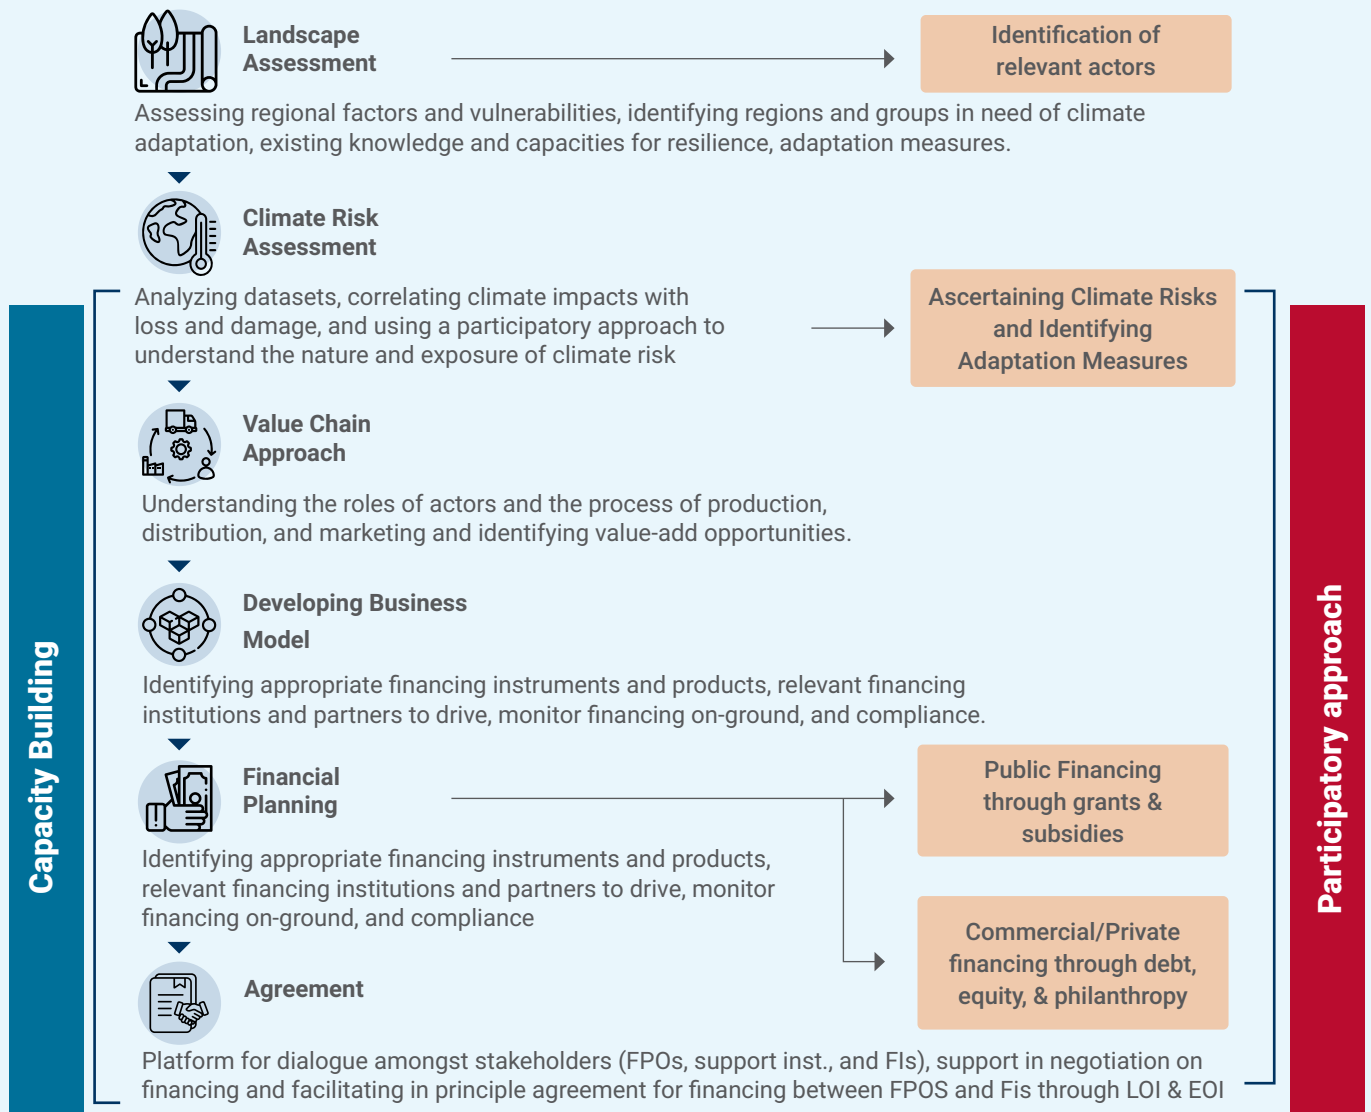 Landscape
Assessment
Identification of
relevant actors
Assessing regional factors and vulnerabilities, identifying regions and groups in need of climate
adaptation, existing knowledge and capacities for resilience, adaptation measures.
Climate Risk
Assessment
Analyzing datasets, correlating climate impacts with
loss and damage, and using a participatory approach to
understand the nature and exposure of climate risk
Ascertaining Climate Risks
and Identifying
Adaptation Measures
Value Chain
Approach
Understanding the roles of actors and the process of production,
distribution, and marketing and identifying value-add opportunities.
Developing Business
Model
Identifying appropriate financing instruments and products, relevant financing
institutions and partners to drive, monitor financing on-ground, and compliance.
Financial
Planning
Public Financing
through grants &
subsidies
Identifying appropriate financing instruments and products,
relevant financing institutions and partners to drive, monitor
financing on-ground, and compliance
Commercial/Private
financing through debt,
equity, & philanthropy
Agreement
Platform for dialogue amongst stakeholders (FPOs, support inst., and FIs), support in negotiation on
financing and facilitating in principle agreement for financing between FPOS and Fis through LOI & EOI
Capacity Building
Participatory approach